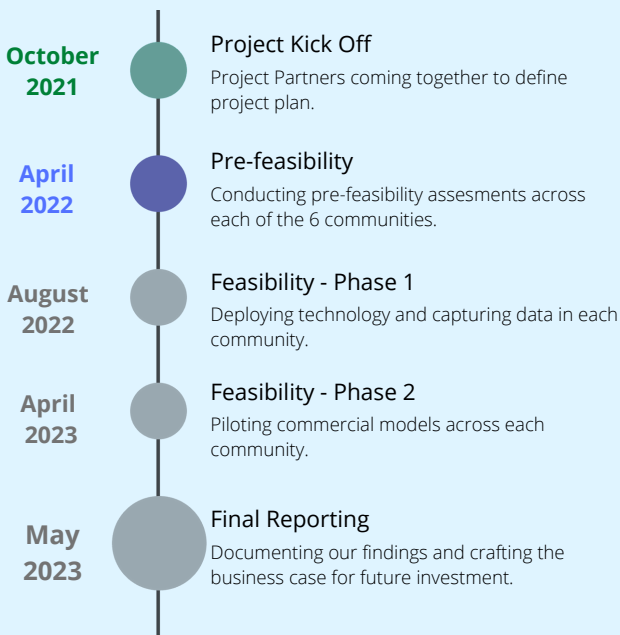 October
2021
Project Kick Off
Project Partners coming together to define
project plan.
April
2022
Pre-feasibility
Conducting pre-feasibility assesments across
each of the 6 communities.
August
2022
Feasibility - Phase 1
Deploying technology and capturing data in each
community.
April
2023
Feasibility - Phase 2
Piloting commercial models across each
community.
May
2023
Final Reporting
Documenting our findings and crafting the
business case for future investment.